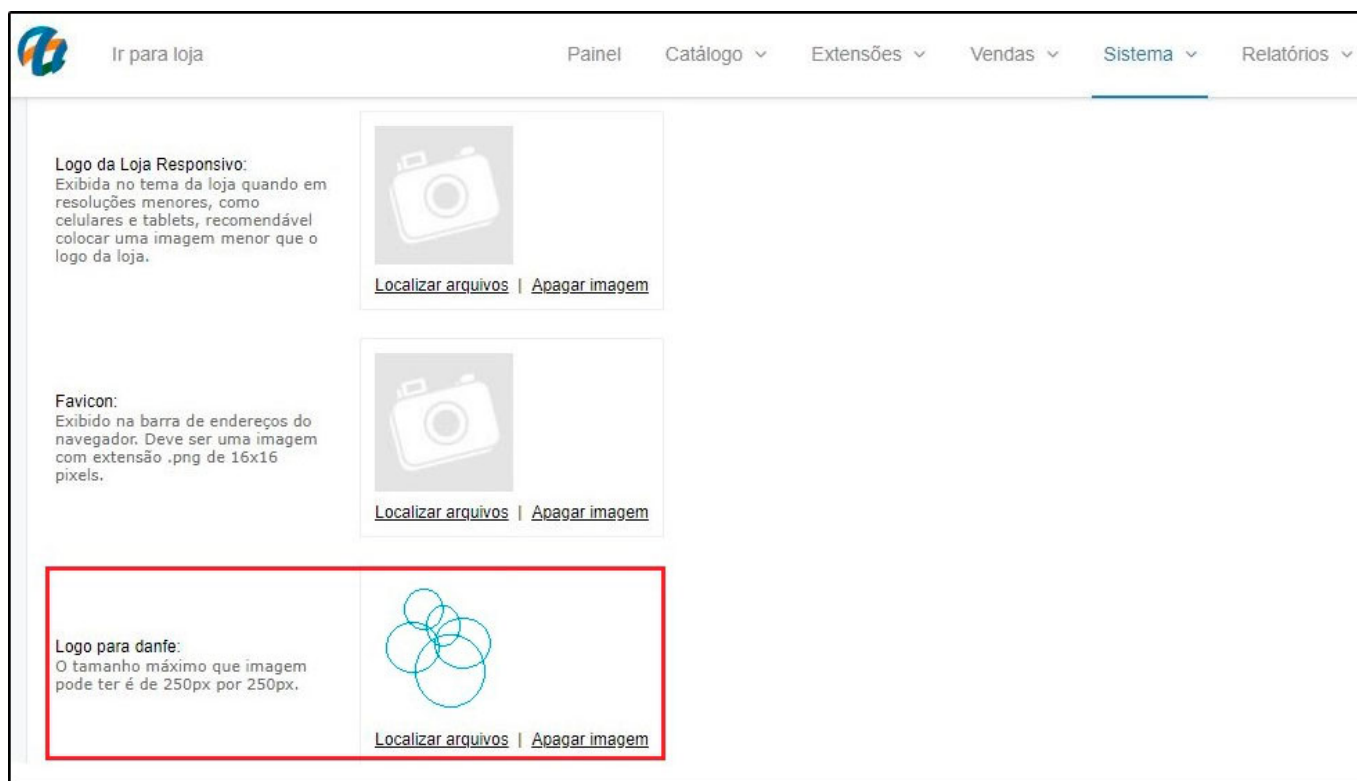 Ir para loja
Painel
Catálogo
Extensões
Vendas
Sistema
Relatórios
Logo da Loja Responsivo:
Exibida no tema da loja quando em
resoluções menores, como
celulares e tablets, recomendável
colocar uma imagem menor que o
logo da loja.
Localizar arquivos | Apagar imagem
Favicon:
Exibido na barra de endereços do
navegador. Deve ser uma imagem
com extensão .png de 16x16
pixels.
Localizar arquivos | Apagar imagem
Logo para danfe:
O tamanho máximo que imagem
pode ter é de 250px por 250px.
Localizar arquivos | Apagar imagem